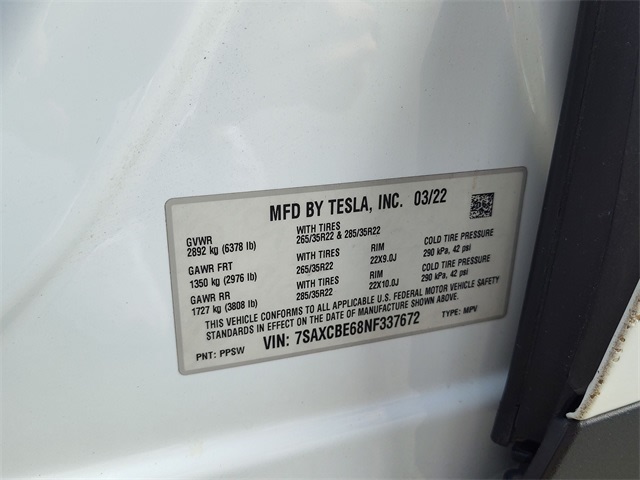 MFD BY TESLA, INC. 03/22
GVWR
2892 kg (6378 lb)
WITH TIRES
265/35R22 & 285/35R22
GAWR FRT
1350 kg (2976 lb)
WITH TIRES
265/35R22
RIM
22X9.0J
COLD TIRE PRESSURE
290 kPa, 42 psi
GAWR RR
1727 kg (3808 lb)
WITH TIRES
285/35R22
RIM
22X10.0J
COLD TIRE PRESSURE
290 kPa, 42 psi
THIS VEHICLE CONFORMS TO ALL APPLICABLE U.S. FEDERAL MOTOR VEHICLE SAFETY
STANDARDS IN EFFECT ON THE DATE OF MANUFACTURE SHOWN ABOVE.
PNT: PPSW VIN: 7SAXCBE68NF337672 TYPE: MPV